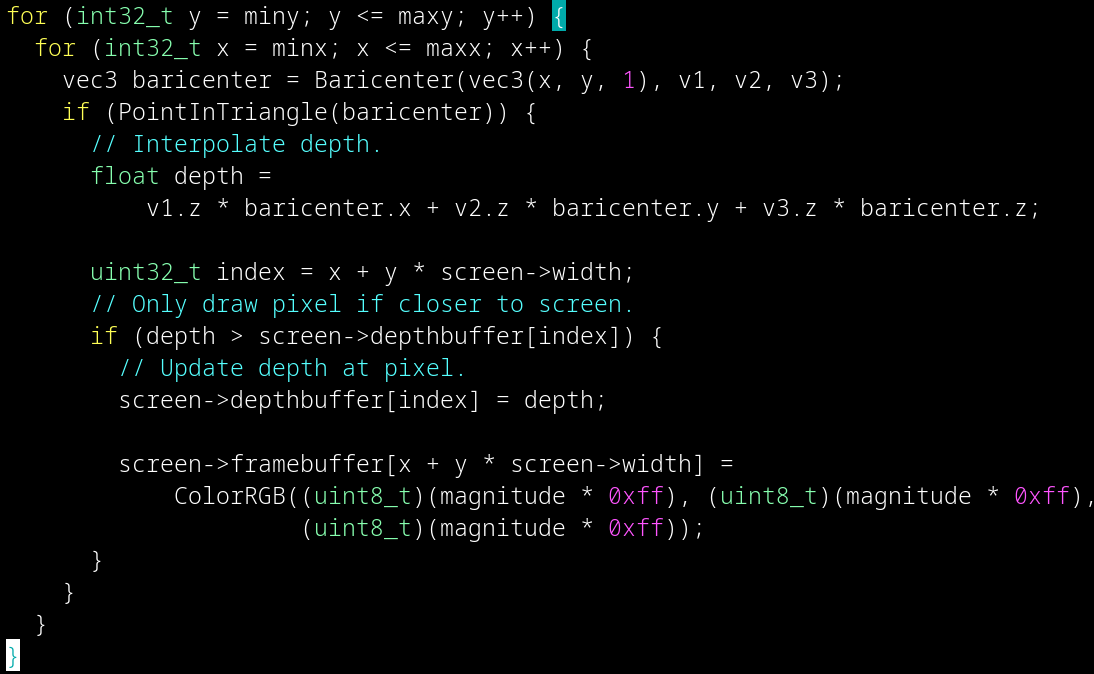 for (int32_t y = miny; y <= maxy; y++) {
  for (int32_t x = minx; x <= maxx; x++) {
    vec3 baricenter = Baricenter(vec3(x, y, 1), v1, v2, v3);
    if (PointInTriangle(baricenter)) {
      // Interpolate depth.
      float depth =
          v1.z * baricenter.x + v2.z * baricenter.y + v3.z * baricenter.z;

      uint32_t index = x + y * screen->width;
      // Only draw pixel if closer to screen.
      if (depth > screen->depthbuffer[index]) {
        // Update depth at pixel.
        screen->depthbuffer[index] = depth;

        screen->framebuffer[x + y * screen->width] =
            ColorRGB((uint8_t)(magnitude * 0xff), (uint8_t)(magnitude * 0xff),
                     (uint8_t)(magnitude * 0xff));
      }
    }
  }
}